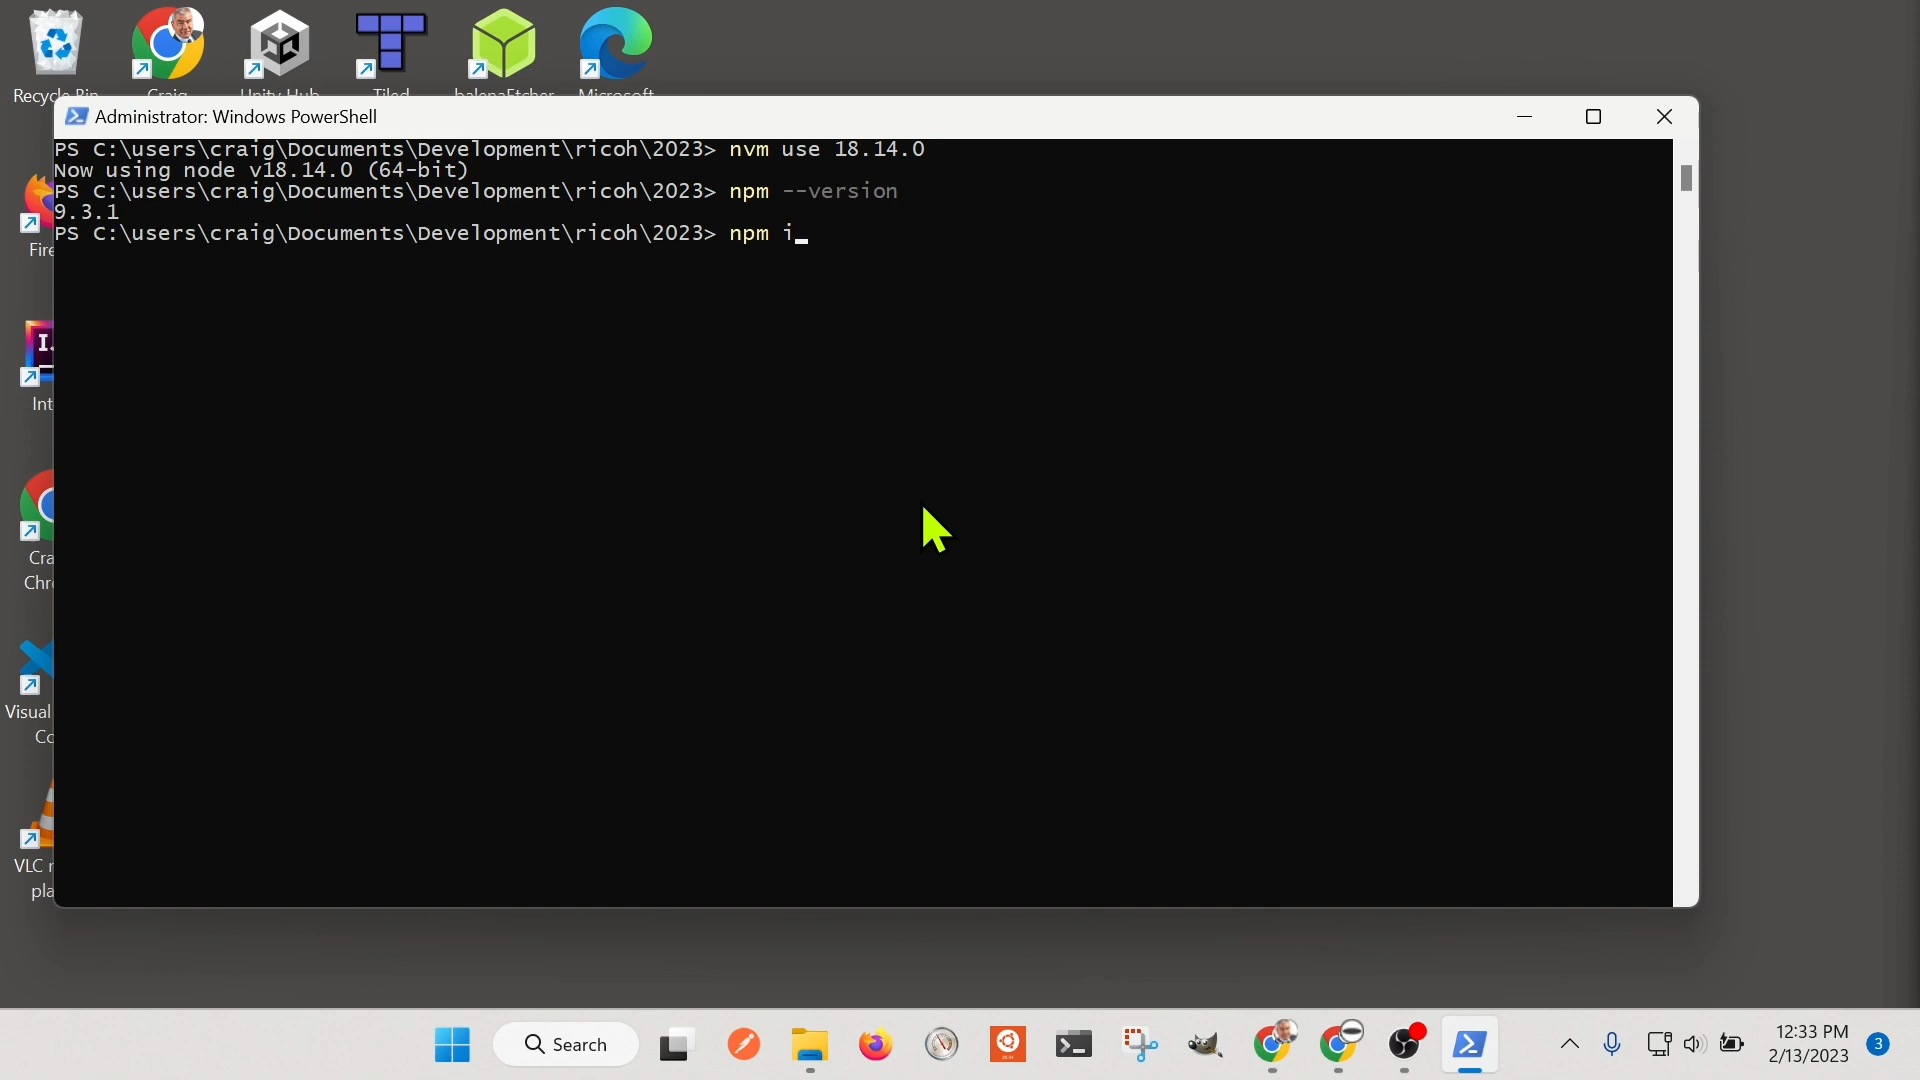 Recycle Bin
Craig
Unity Hub
Tiled
balenaEtcher
Microsoft
Administrator: Windows PowerShell
PS C:\users\craig\Documents\Development\ricoh\2023> nvm use 18.14.0
Now using node v18.14.0 (64-bit)
PS C:\users\craig\Documents\Development\ricoh\2023> npm --version
9.3.1
PS C:\users\craig\Documents\Development\ricoh\2023> npm i_
Fire
Int
Cra
Chr
Visual
Co
VLC
pla
Search
12:33 PM
2/13/2023
3